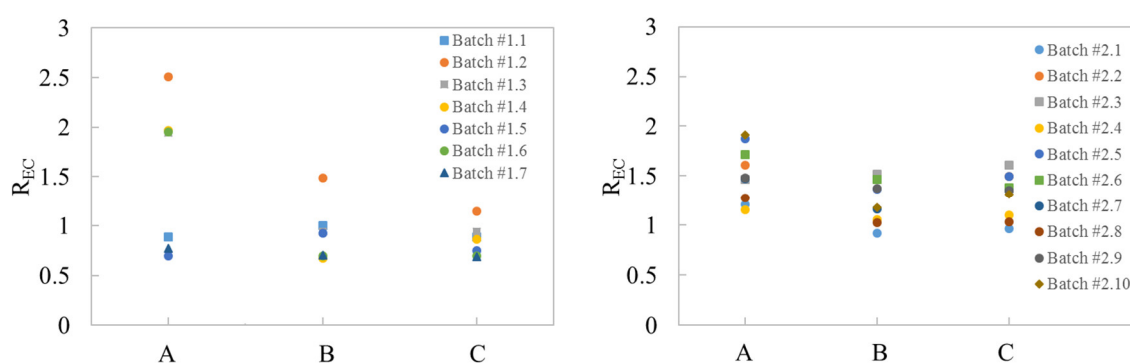 3
2.5
2
1.5
1
0.5
0
R_EC
A B C
Batch #1.1
Batch #1.2
Batch #1.3
Batch #1.4
Batch #1.5
Batch #1.6
Batch #1.7
3
2.5
2
1.5
1
0.5
0
R_EC
A B C
Batch #2.1
Batch #2.2
Batch #2.3
Batch #2.4
Batch #2.5
Batch #2.6
Batch #2.7
Batch #2.8
Batch #2.9
Batch #2.10